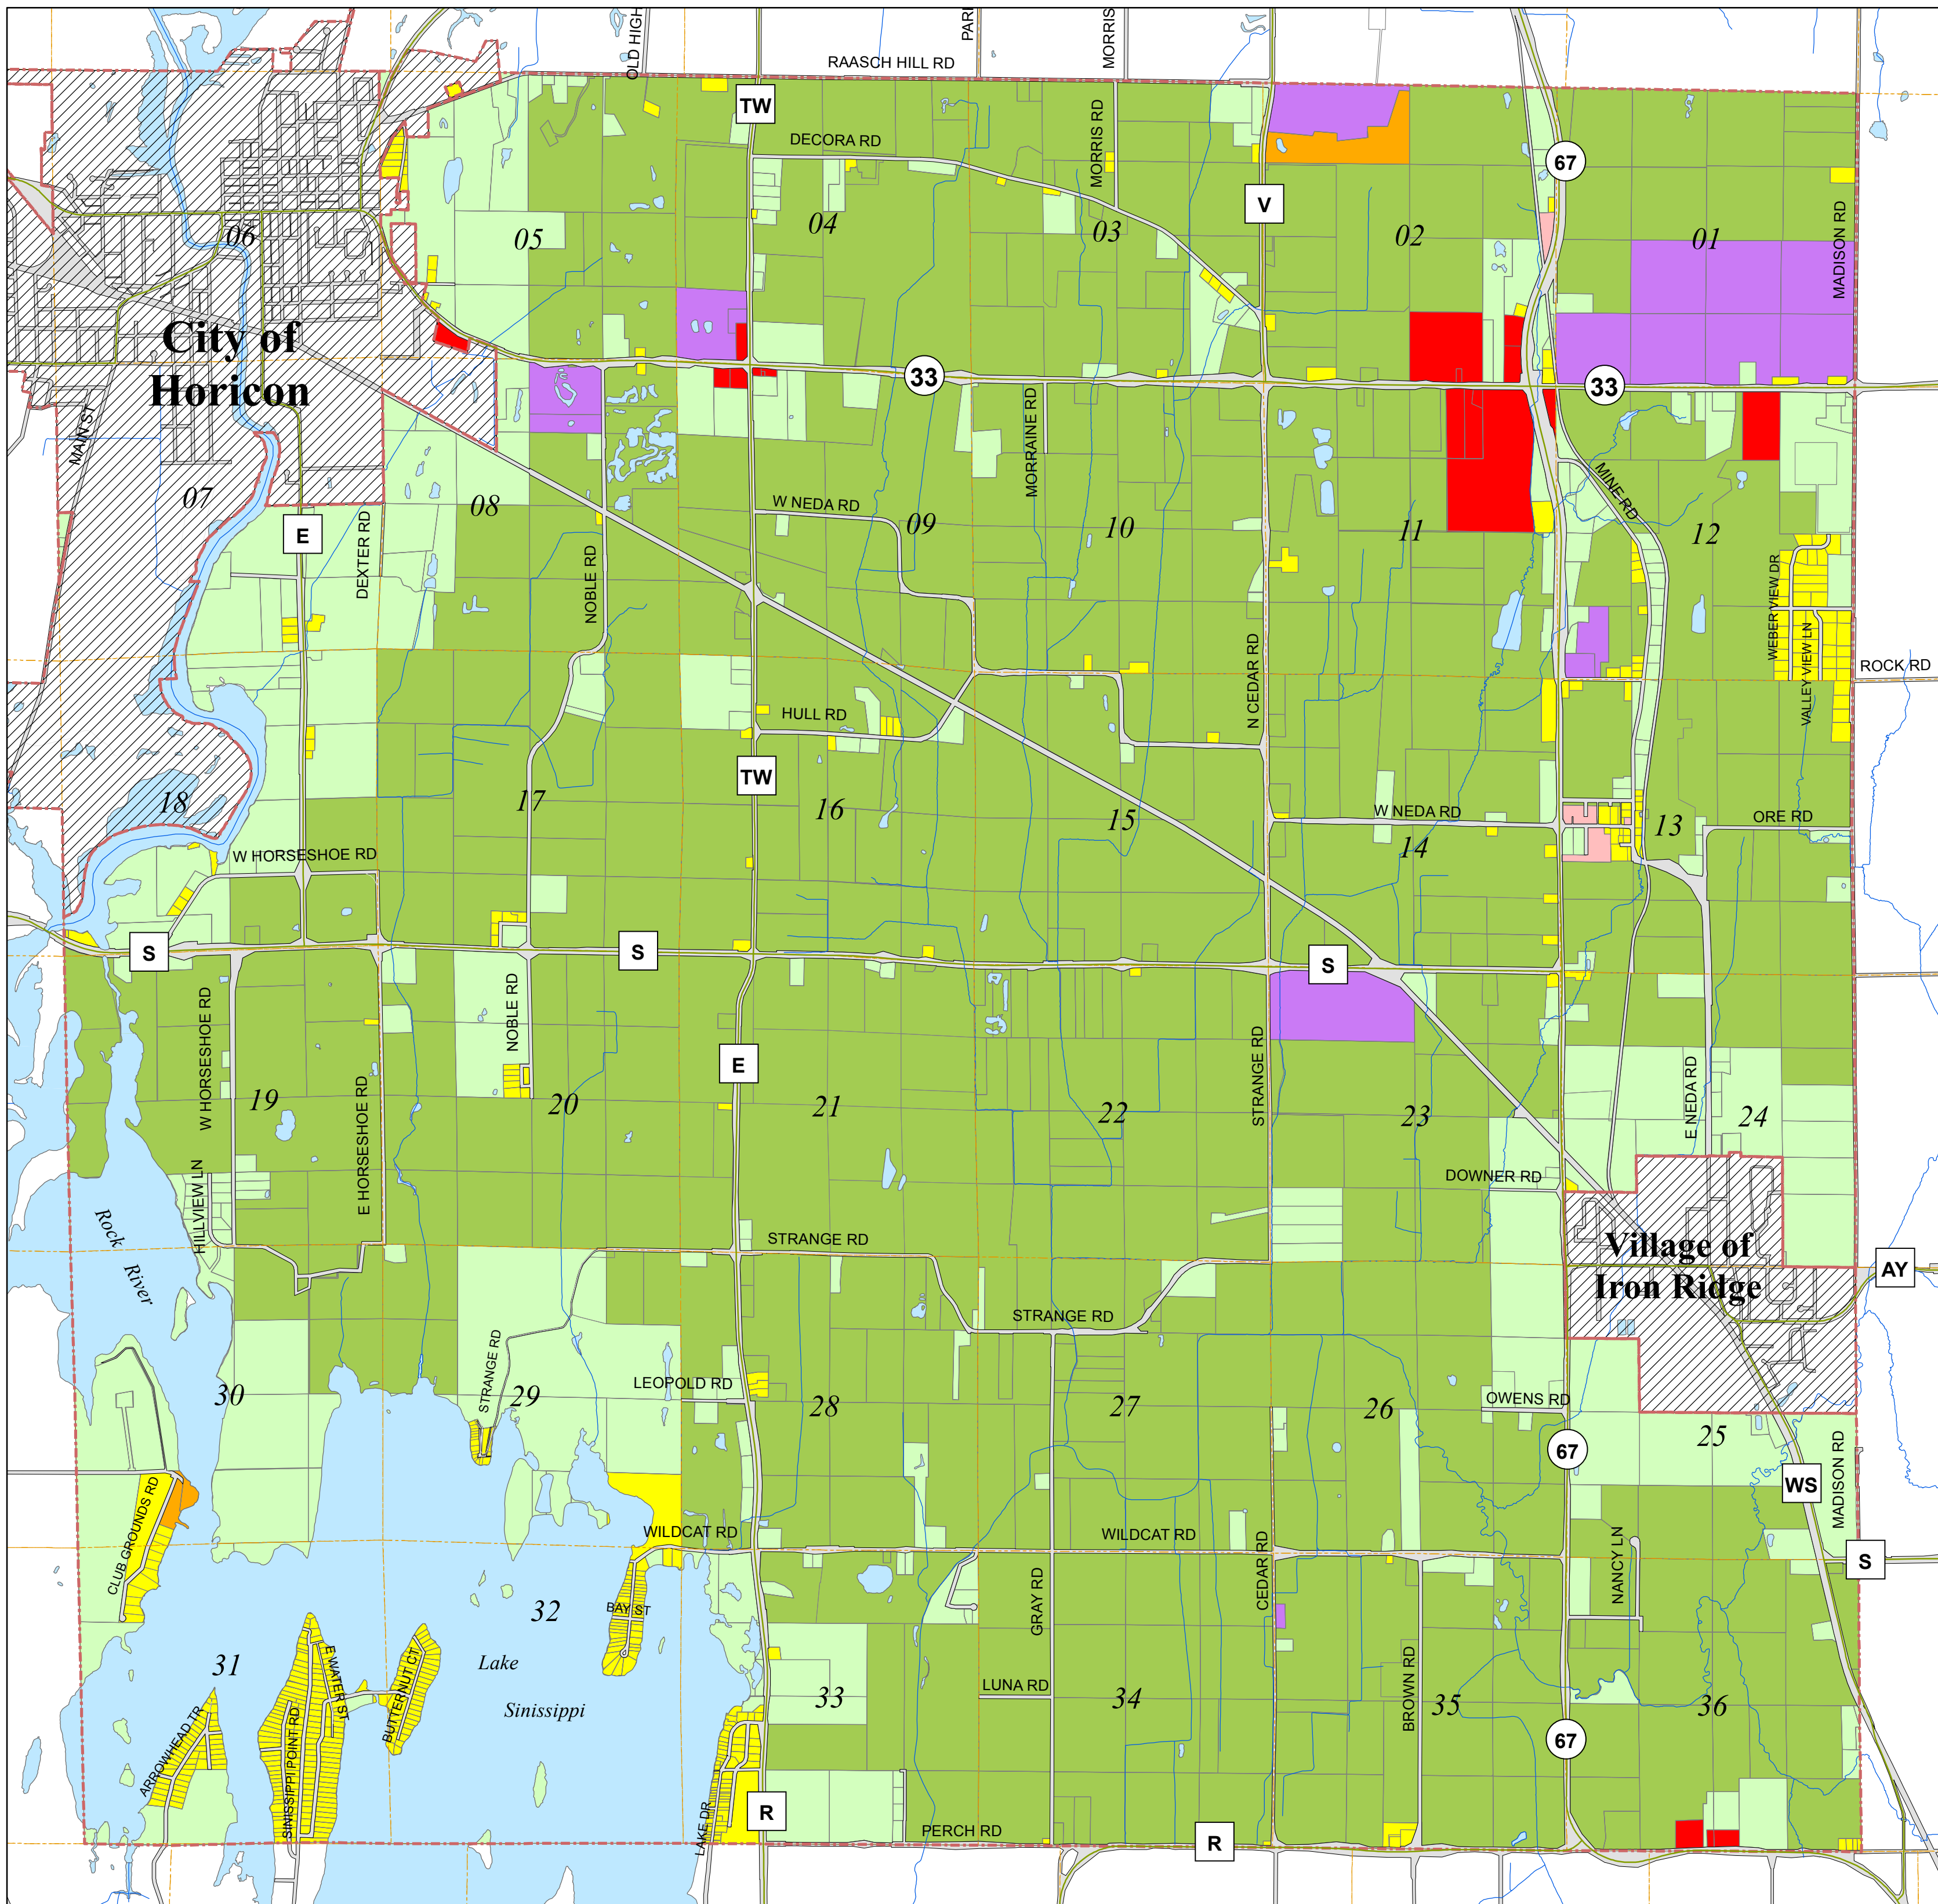 OLD HIGH
PARI
MORRIS
RAASCH HILL RD
TW
DECORA RD
MORRIS RD
67
V
06
05
04
03
02
01
MADISON RD
City of
Horicon
33
33
MAIN ST
MORRAINE RD
07
08
W NEDA RD
09
10
11
MINE RD
12
E
DEXTER RD
NOBLE RD
WEBER VIEW DR
VALLEY VIEW LN
ROCK RD
N CEDAR RD
HULL RD
TW
18
17
16
15
W NEDA RD
14
13
ORE RD
W HORSESHOE RD
S
S
S
W HORSESHOE RD
NOBLE RD
STRANGE RD
E
E HORSESHOE RD
E NEDA RD
19
20
21
22
23
24
HILLVIEW LN
DOWNER RD
Rock
River
STRANGE RD
Village of
Iron Ridge
AY
STRANGE RD
STRANGE RD
LEOPOLD RD
30
29
28
27
26
OWENS RD
25
67
WS
MADISON RD
CLUB GROUNDS RD
WILDCAT RD
WILDCAT RD
CEDAR RD
NANCY LN
S
GRAY RD
32
BAY ST
31
E WATER ST
BUTTERNUT CT
Lake
Sinissippi
LUNA RD
33
34
BROWN RD
35
36
ARROWHEAD TR
SINISSIPPI POINT RD
67
LAKE DR
R
PERCH RD
R